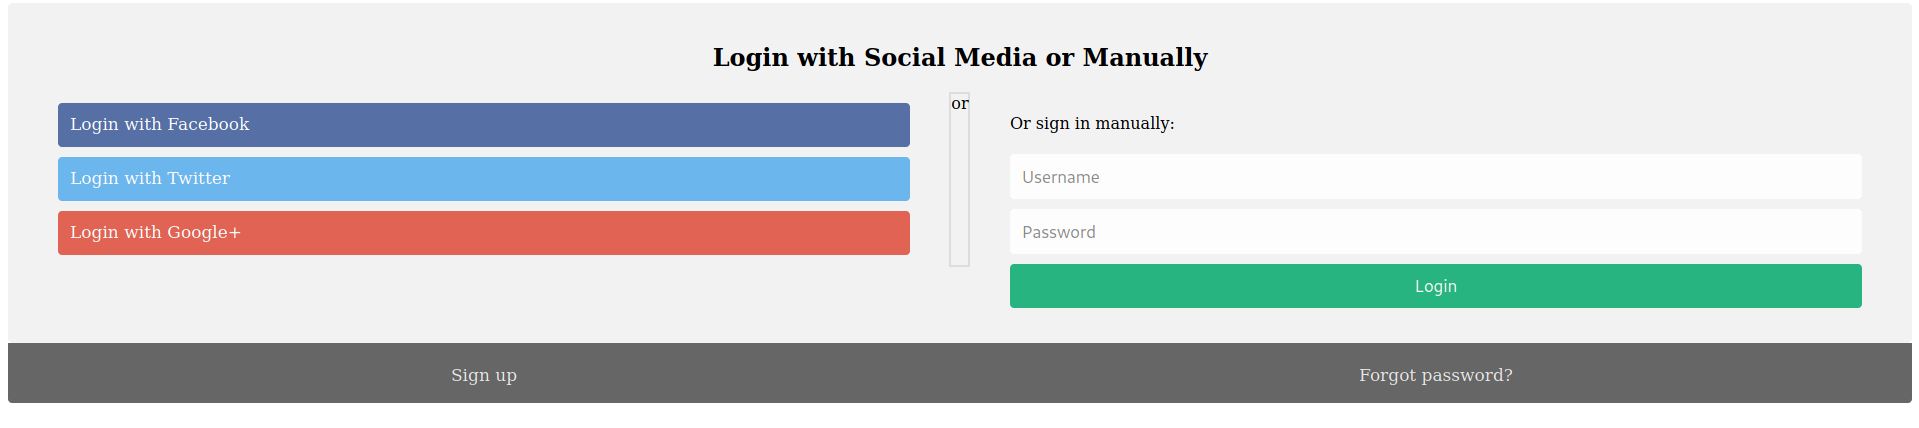 Login with Social Media or Manually
Login with Facebook
Login with Twitter
Login with Google+
or
Or sign in manually:
Username
Password
Login
Sign up
Forgot password?